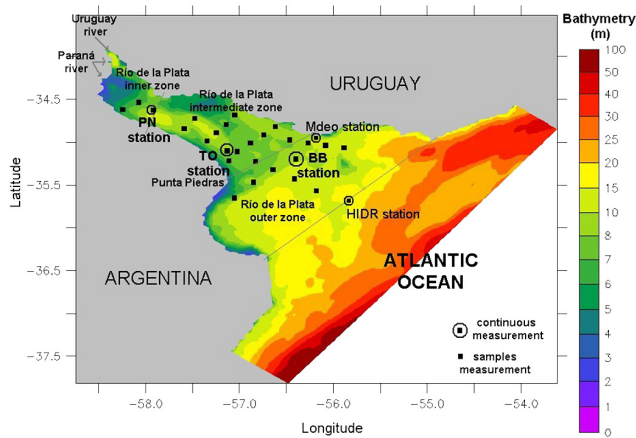 Uruguay
river
Paraná
river
Río de la Plata
inner zone
Río de la Plata
intermediate zone
URUGUAY
PN
station
TO
station
Mdeo station
BB
station
Punta Piedras
Río de la Plata
outer zone
HIDR station
ARGENTINA
ATLANTIC
OCEAN
continuous
measurement
samples
measurement
Latitude
−34.5
−35.5
−36.5
−37.5
−58.0
−57.0
−56.0
−55.0
−54.0
Longitude
Bathymetry
(m)
100
50
40
30
20
15
10
8
7
6
5
4
3
2
1
0